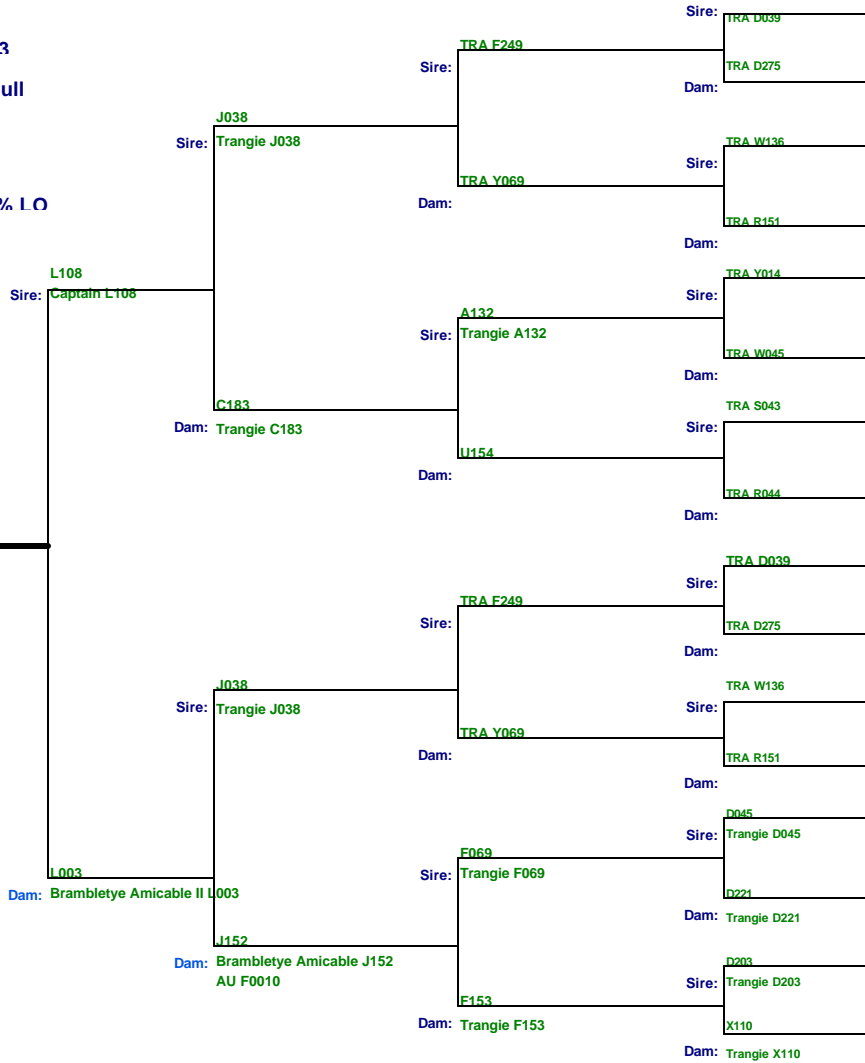 3
ull
% LO
L108
Sire: Captain L108
J038
Sire: Trangie J038
TRA F249
Sire:
Sire:
TRA D039
TRA D275
Dam:
TRA Y069
Dam:
TRA W136
Sire:
TRA R151
Dam:
C183
Dam: Trangie C183
A132
Sire: Trangie A132
TRA Y014
Sire:
TRA W045
Dam:
U154
Dam:
TRA S043
Sire:
TRA R044
Dam:
L003
Dam: Brambletye Amicable II L003
J038
Sire: Trangie J038
TRA F249
Sire:
TRA D039
Sire:
TRA D275
Dam:
TRA Y069
Dam:
TRA W136
Sire:
TRA R151
Dam:
J152
Dam: Brambletye Amicable J152
AU F0010
F069
Sire: Trangie F069
D045
Sire: Trangie D045
D221
Dam: Trangie D221
F153
Dam: Trangie F153
D203
Sire: Trangie D203
X110
Dam: Trangie X110